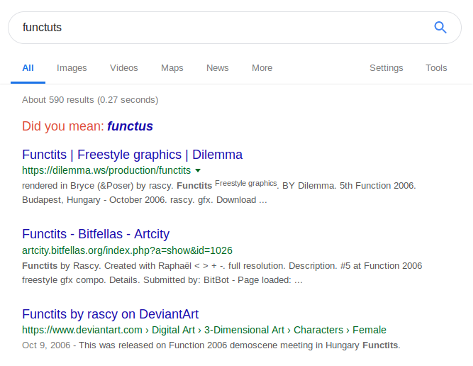 functuts
All Images Videos Maps News More Settings Tools
About 590 results (0.27 seconds)
Did you mean: functus
Functits | Freestyle graphics | Dilemma
https://dilemma.ws/production/functits
rendered in Bryce (&Poser) by rascy. Functits Freestyle graphics. BY Dilemma. 5th Function 2006.
Budapest, Hungary - October 2006. rascy. gfx. Download ...
Functits - Bitfellas - Artcity
artcity.bitfellas.org/index.php?a=show&id=1026
Functits by Rascy. Created with Raphaël < > + -. full resolution. Description. #5 at Function 2006
freestyle gfx compo. Details. Submitted by: BitBot - Page loaded: ...
Functits by rascy on DeviantArt
https://www.deviantart.com › Digital Art › 3-Dimensional Art › Characters › Female
Oct 9, 2006 - This was released on Function 2006 demoscene meeting in Hungary Functits.